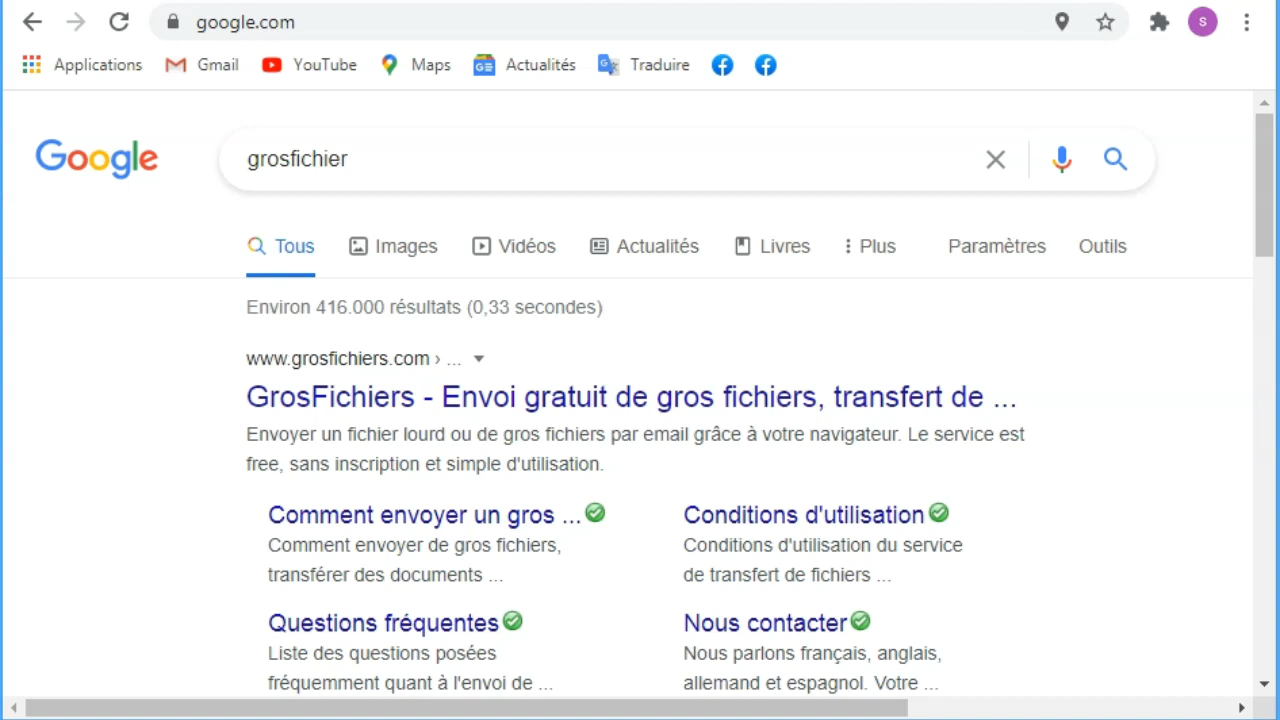 google.com
S
Applications Gmail YouTube Maps Actualités Traduire
Google
grosfichier
Tous Images Vidéos Actualités Livres Plus Paramètres Outils
Environ 416.000 résultats (0,33 secondes)
www.grosfichiers.com › ...
GrosFichiers - Envoi gratuit de gros fichiers, transfert de ...
Envoyer un fichier lourd ou de gros fichiers par email grâce à votre navigateur. Le service est
free, sans inscription et simple d'utilisation.
Comment envoyer un gros ...
Comment envoyer de gros fichiers,
transférer des documents ...
Conditions d'utilisation
Conditions d'utilisation du service
de transfert de fichiers ...
Questions fréquentes
Liste des questions posées
fréquemment quant à l'envoi de ...
Nous contacter
Nous parlons français, anglais,
allemand et espagnol. Votre ...